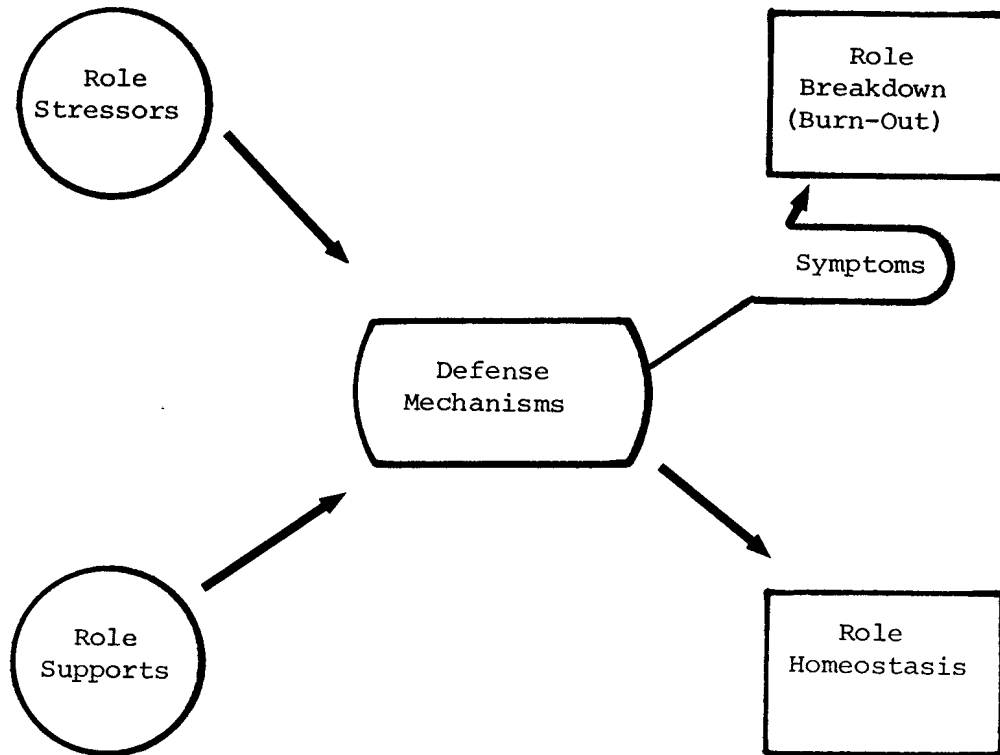 Role
Stressors
Role
Breakdown
(Burn-Out)
Symptoms
Defense
Mechanisms
Role
Supports
Role
Homeostasis